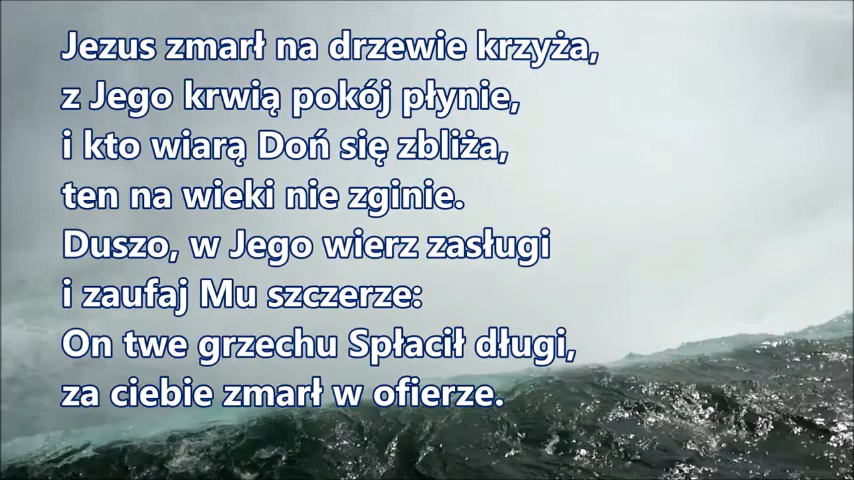 Jezus zmarł na drzewie krzyża,
z Jego krwią pokój płynie,
i kto wiarą Doń się zbliża,
ten na wieki nie zginie.
Duszo, w Jego wierz zasługi
i zaufaj Mu szczerze:
On twe grzechu Spłacił długi,
za ciebie zmarł w ofierze.